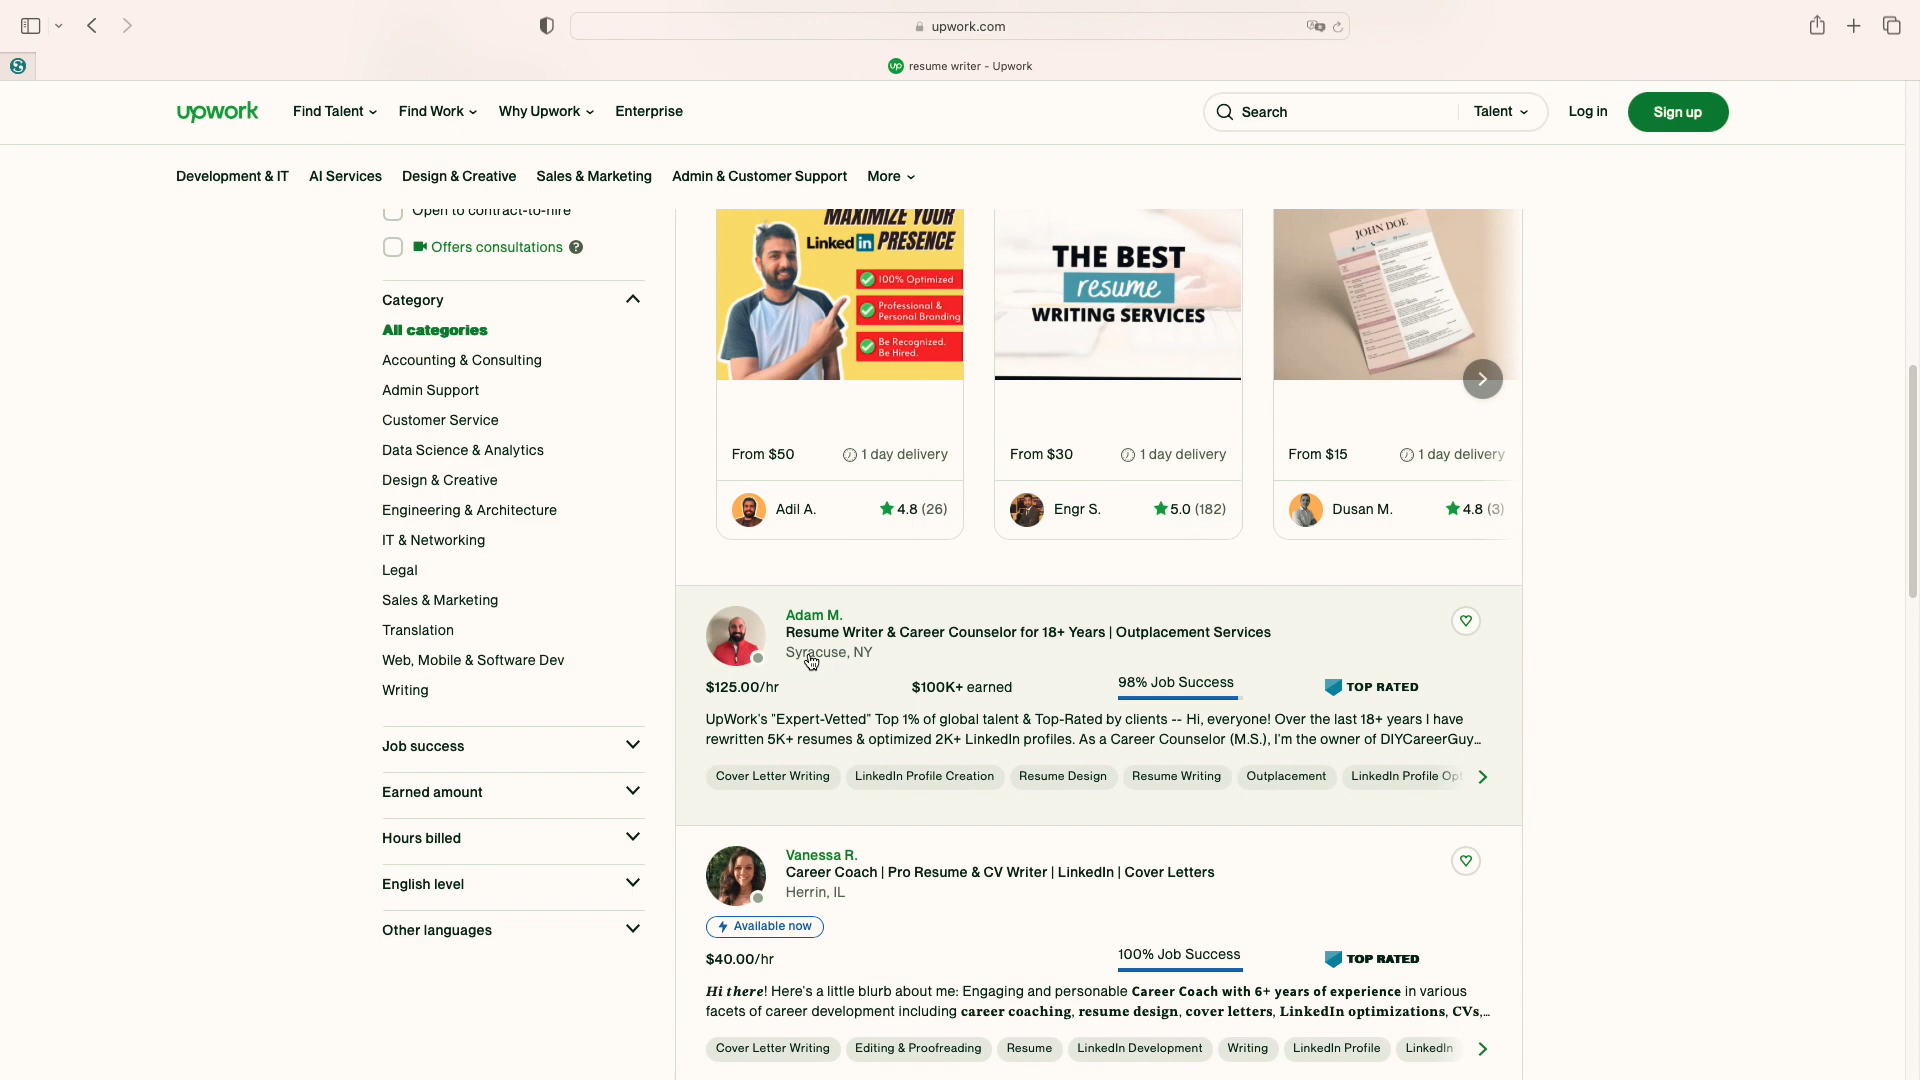 upwork.com
resume writer - Upwork
upwork
Find Talent
Find Work
Why Upwork
Enterprise
Search
Talent
Log in
Sign up
Development & IT
AI Services
Design & Creative
Sales & Marketing
Admin & Customer Support
More
Open to contract-to-hire
Offers consultations ?
Category
All categories
Accounting & Consulting
Admin Support
Customer Service
Data Science & Analytics
Design & Creative
Engineering & Architecture
IT & Networking
Legal
Sales & Marketing
Translation
Web, Mobile & Software Dev
Writing
Job success
Earned amount
Hours billed
English level
Other languages
MAXIMIZE YOUR
Linked in PRESENCE
100% Optimized
Professional &
Personal Branding
Be Recognized.
Be Hired.
From $50
1 day delivery
Adil A.
4.8 (26)
THE BEST
resume
WRITING SERVICES
From $30
1 day delivery
Engr S.
5.0 (182)
JOHN DOE
From $15
1 day delivery
Dusan M.
4.8 (3)
Adam M.
Resume Writer & Career Counselor for 18+ Years | Outplacement Services
Syracuse, NY
$125.00/hr
$100K+ earned
98% Job Success
TOP RATED
UpWork's "Expert-Vetted" Top 1% of global talent & Top-Rated by clients -- Hi, everyone! Over the last 18+ years I have
rewritten 5K+ resumes & optimized 2K+ LinkedIn profiles. As a Career Counselor (M.S.), I'm the owner of DIYCareerGuy...
Cover Letter Writing
LinkedIn Profile Creation
Resume Design
Resume Writing
Outplacement
LinkedIn Profile Opt
Vanessa R.
Career Coach | Pro Resume & CV Writer | LinkedIn | Cover Letters
Herrin, IL
Available now
$40.00/hr
100% Job Success
TOP RATED
Hi there! Here's a little blurb about me: Engaging and personable Career Coach with 6+ years of experience in various
facets of career development including career coaching, resume design, cover letters, LinkedIn optimizations, CVs,...
Cover Letter Writing
Editing & Proofreading
Resume
LinkedIn Development
Writing
LinkedIn Profile
LinkedIn